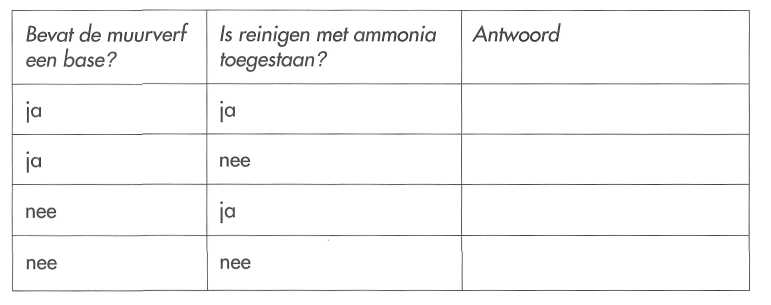 Bevat de muurverf
een base?
Is reinigen met ammonia
toegestaan?
Antwoord
ja
ja
ja
nee
nee
ja
nee
nee